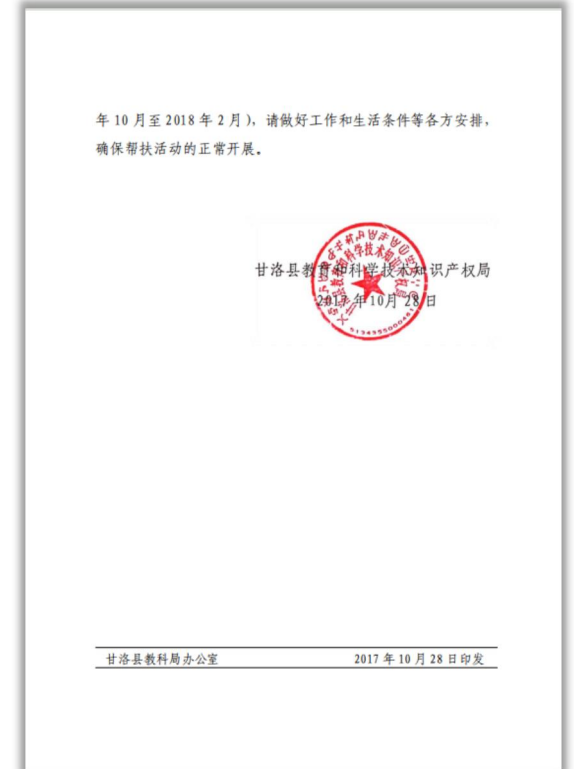 年 10 月至 2018 年 2 月），请做好工作和生活条件等各方安排，
确保帮扶活动的正常开展。
甘洛县教育和科学技术知识产权局
2017 年 10月 28 日
甘洛县教科局办公室
2017 年 10 月 28 日印发